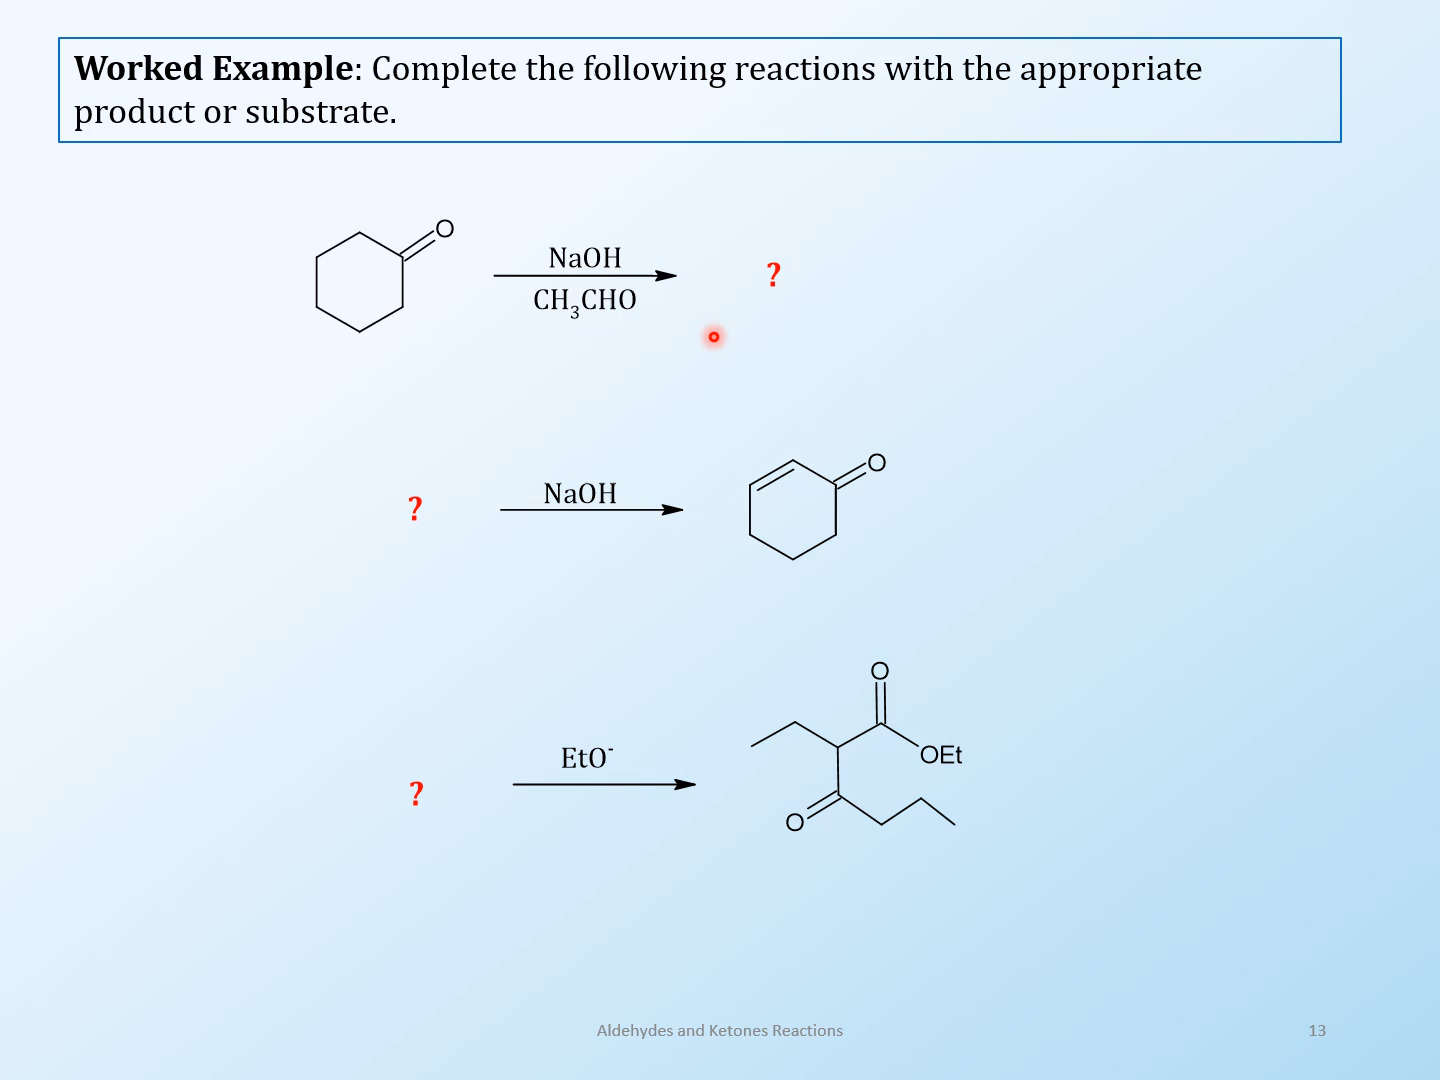 Worked Example: Complete the following reactions with the appropriate
product or substrate.
O
NaOH
CH₃CHO
?
O
NaOH
?
O
EtO⁻
OEt
?
O
Aldehydes and Ketones Reactions
13